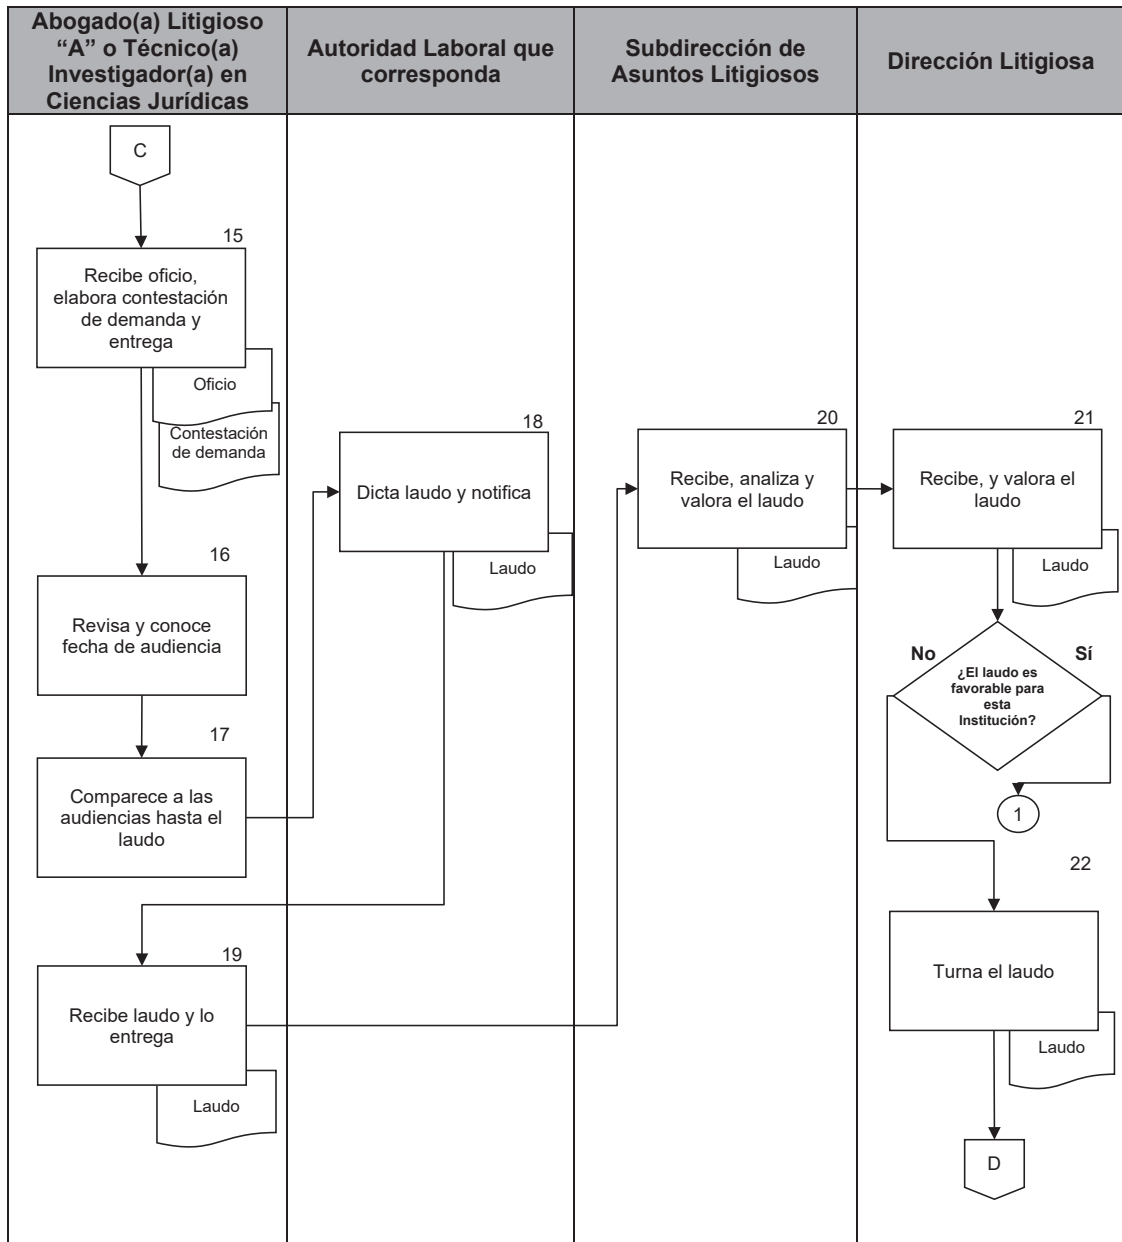 Abogado(a) Litigioso
“A” o Técnico(a)
Investigador(a) en
Ciencias Jurídicas
Autoridad Laboral que
corresponda
Subdirección de
Asuntos Litigiosos
Dirección Litigiosa
C
15
Recibe oficio,
elabora contestación
de demanda y
entrega
Oficio
Contestación
de demanda
16
Revisa y conoce
fecha de audiencia
17
Comparece a las
audiencias hasta el
laudo
18
Dicta laudo y notifica
Laudo
19
Recibe laudo y lo
entrega
Laudo
20
Recibe, analiza y
valora el laudo
Laudo
21
Recibe, y valora el
laudo
Laudo
No
Sí
¿El laudo es
favorable para
esta
Institución?
1
22
Turna el laudo
Laudo
D